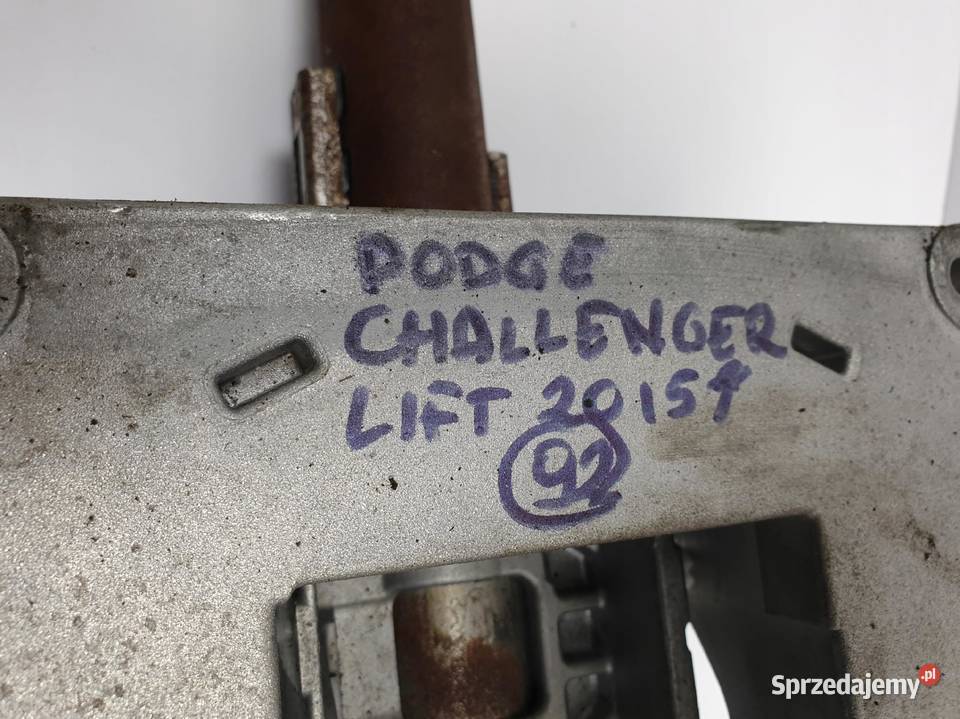 DODGE
CHALLENGER
LIFT 2015↑
92
Sprzedajemy.pl